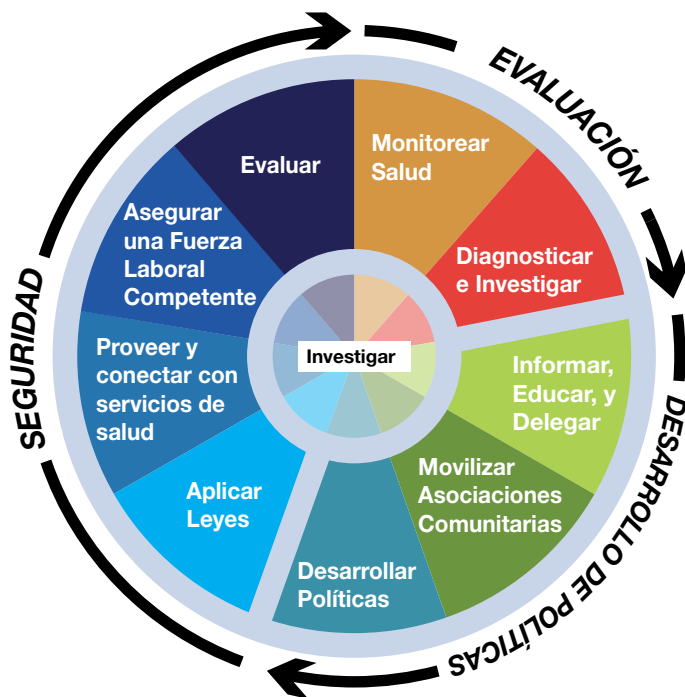 EVALUACIÓN
Monitorear
Salud
Diagnosticar
e Investigar
DESARROLLO DE POLÍTICAS
Informar,
Educar, y
Delegar
Movilizar
Asociaciones
Comunitarias
Desarrollar
Políticas
SEGURIDAD
Aplicar
Leyes
Proveer y
conectar con
servicios de
salud
Asegurar
una Fuerza
Laboral
Competente
Evaluar
Investigar